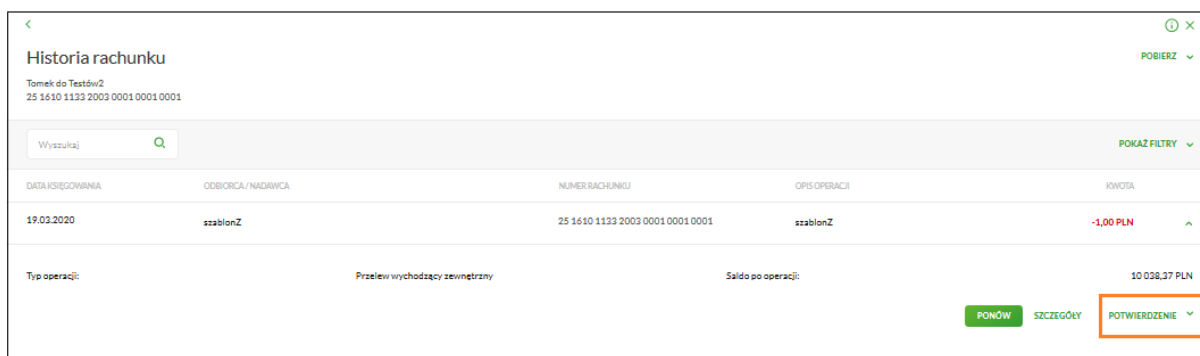 Historia rachunku
POBIERZ
Tomek do Testów2
25 1610 1133 2003 0001 0001 0001
Wyszukaj
POKAŻ FILTRY
DATA KSIĘGOWANIA ODBIORCA / NADAWCA NUMER RACHUNKU OPIS OPERACJI KWOTA
19.03.2020 szablonZ 25 1610 1133 2003 0001 0001 0001 szablonZ -1,00 PLN
Typ operacji: Przelew wychodzący zewnętrzny Saldo po operacji: 10 038,37 PLN
PONÓW SZCZEGÓŁY POTWIERDZENIE